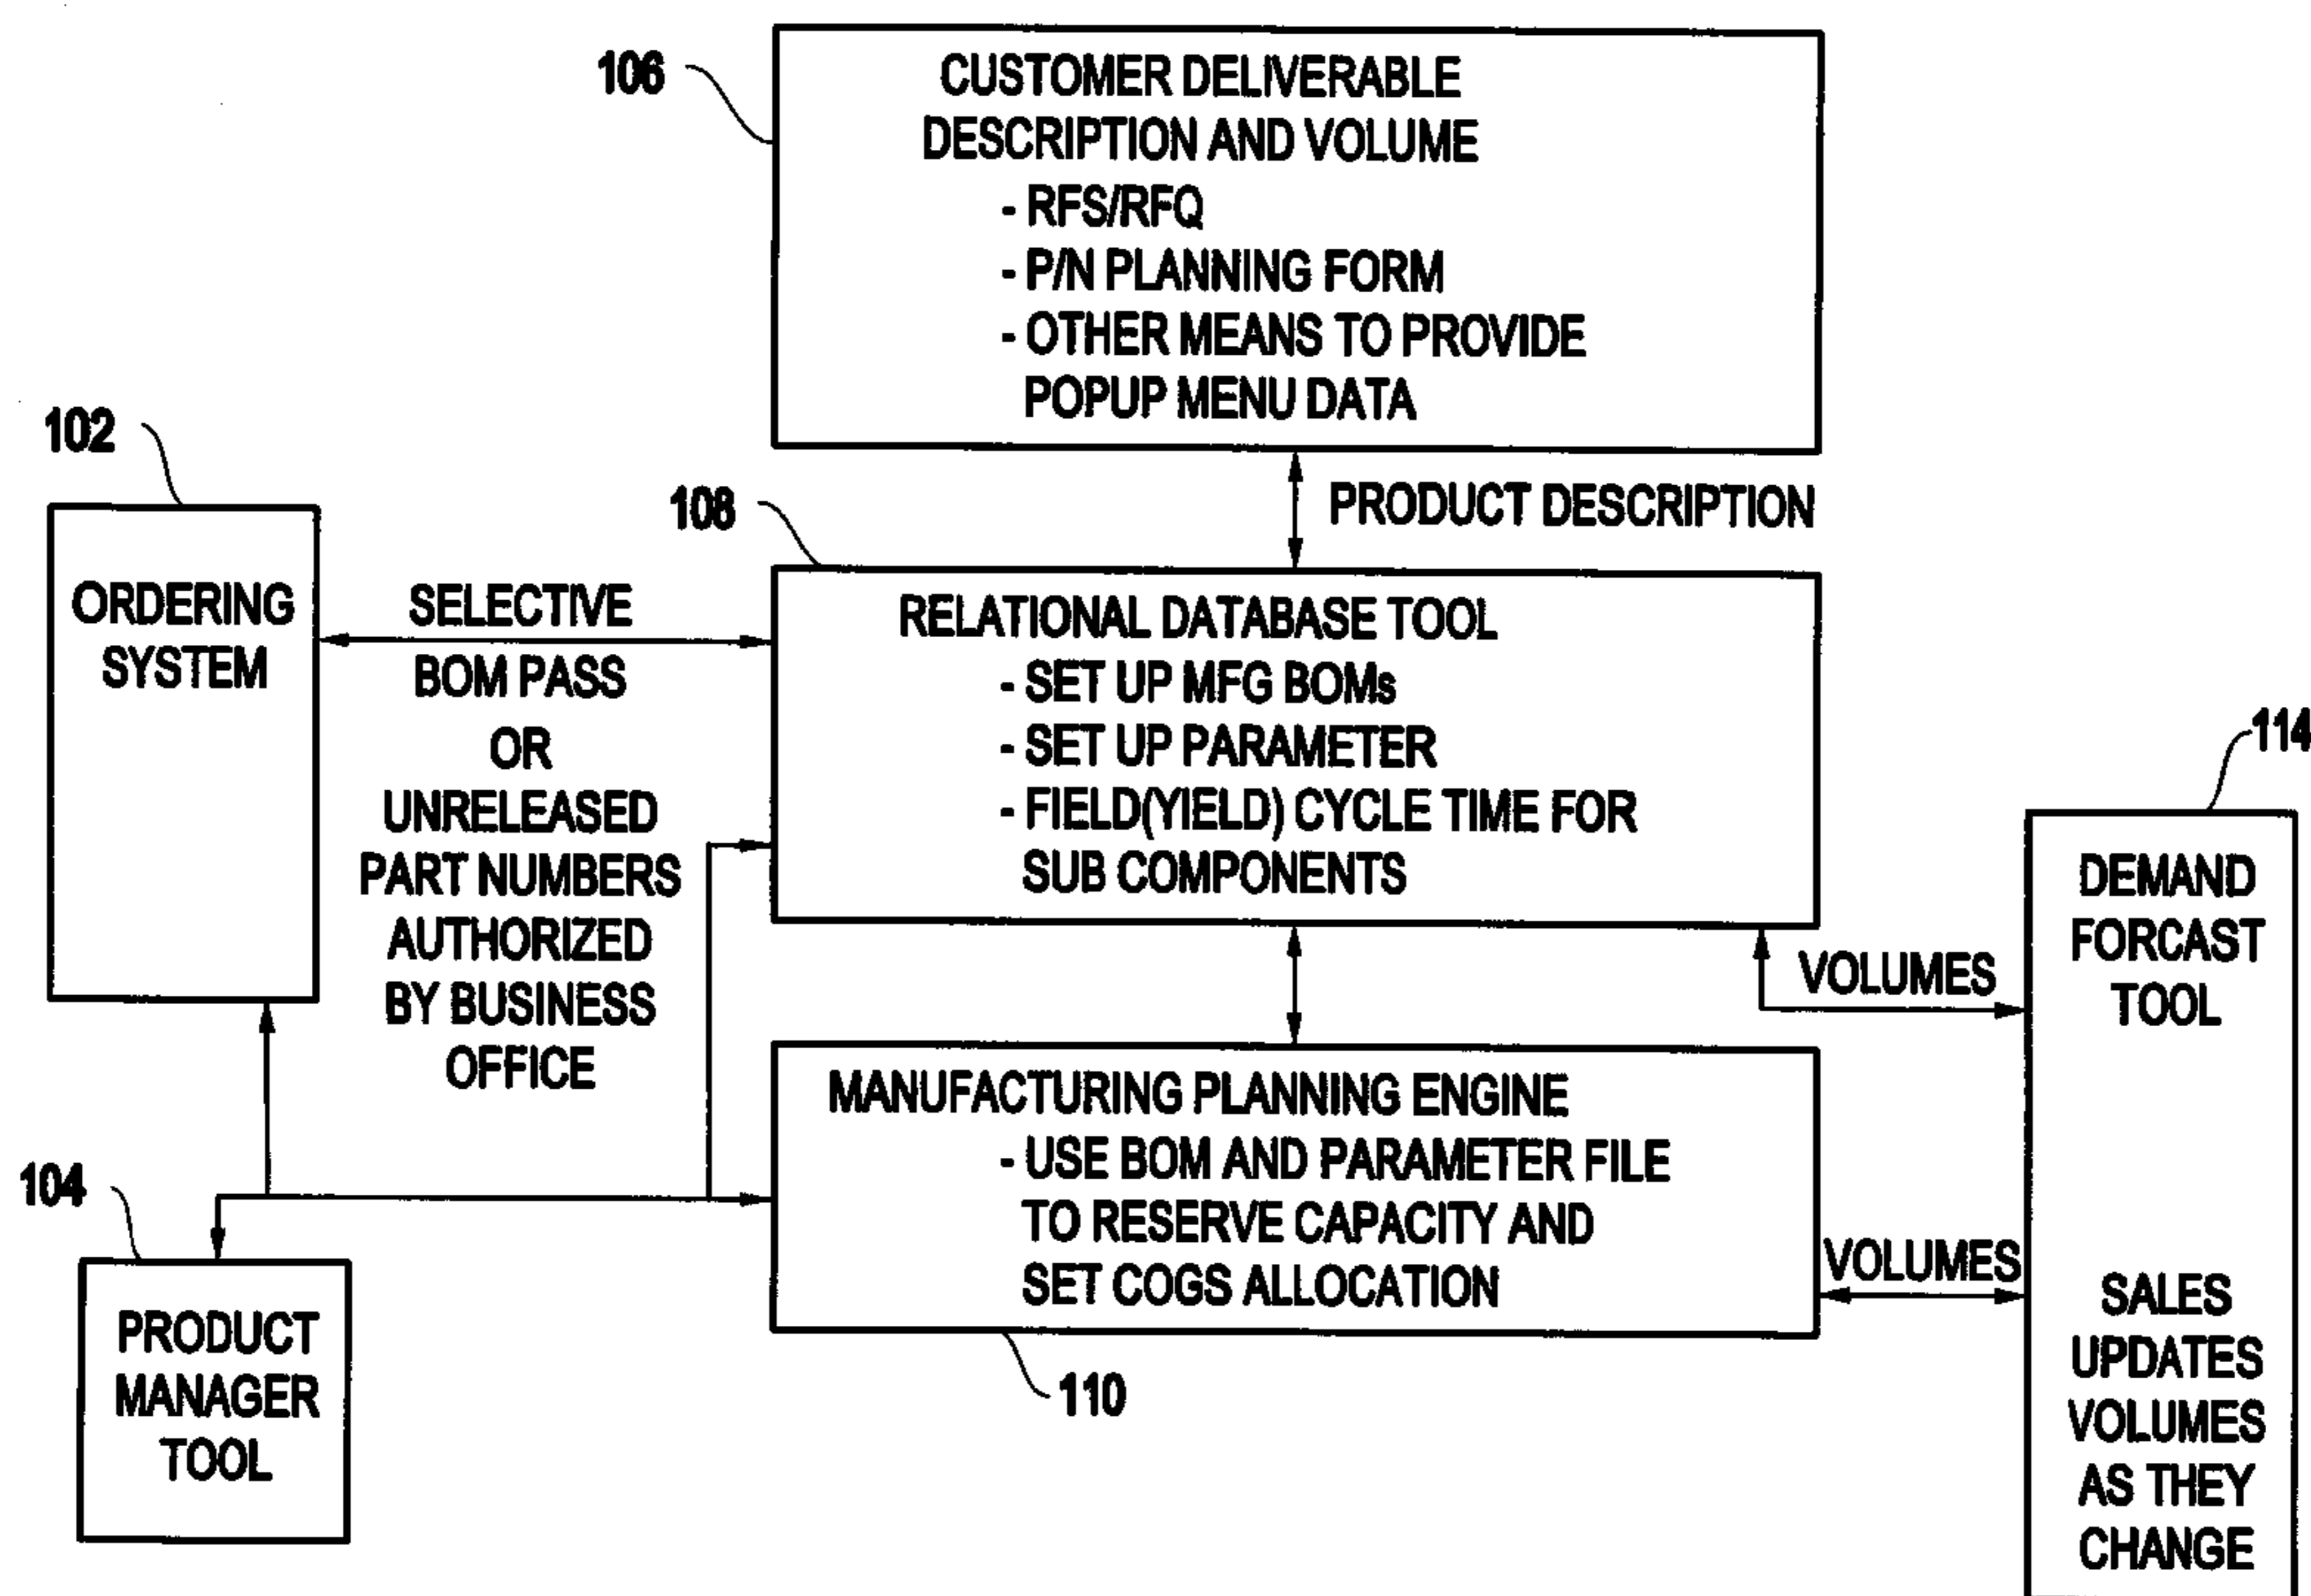 106
CUSTOMER DELIVERABLE
DESCRIPTION AND VOLUME
- RFS/RFQ
- P/N PLANNING FORM
- OTHER MEANS TO PROVIDE
POPUP MENU DATA
PRODUCT DESCRIPTION
102
ORDERING
SYSTEM
SELECTIVE
BOM PASS
OR
UNRELEASED
PART NUMBERS
AUTHORIZED
BY BUSINESS
OFFICE
108
RELATIONAL DATABASE TOOL
- SET UP MFG BOMs
- SET UP PARAMETER
- FIELD(YIELD) CYCLE TIME FOR
SUB COMPONENTS
VOLUMES
114
DEMAND
FORCAST
TOOL
SALES
UPDATES
VOLUMES
AS THEY
CHANGE
MANUFACTURING PLANNING ENGINE
- USE BOM AND PARAMETER FILE
TO RESERVE CAPACITY AND
SET COGS ALLOCATION
VOLUMES
110
104
PRODUCT
MANAGER
TOOL